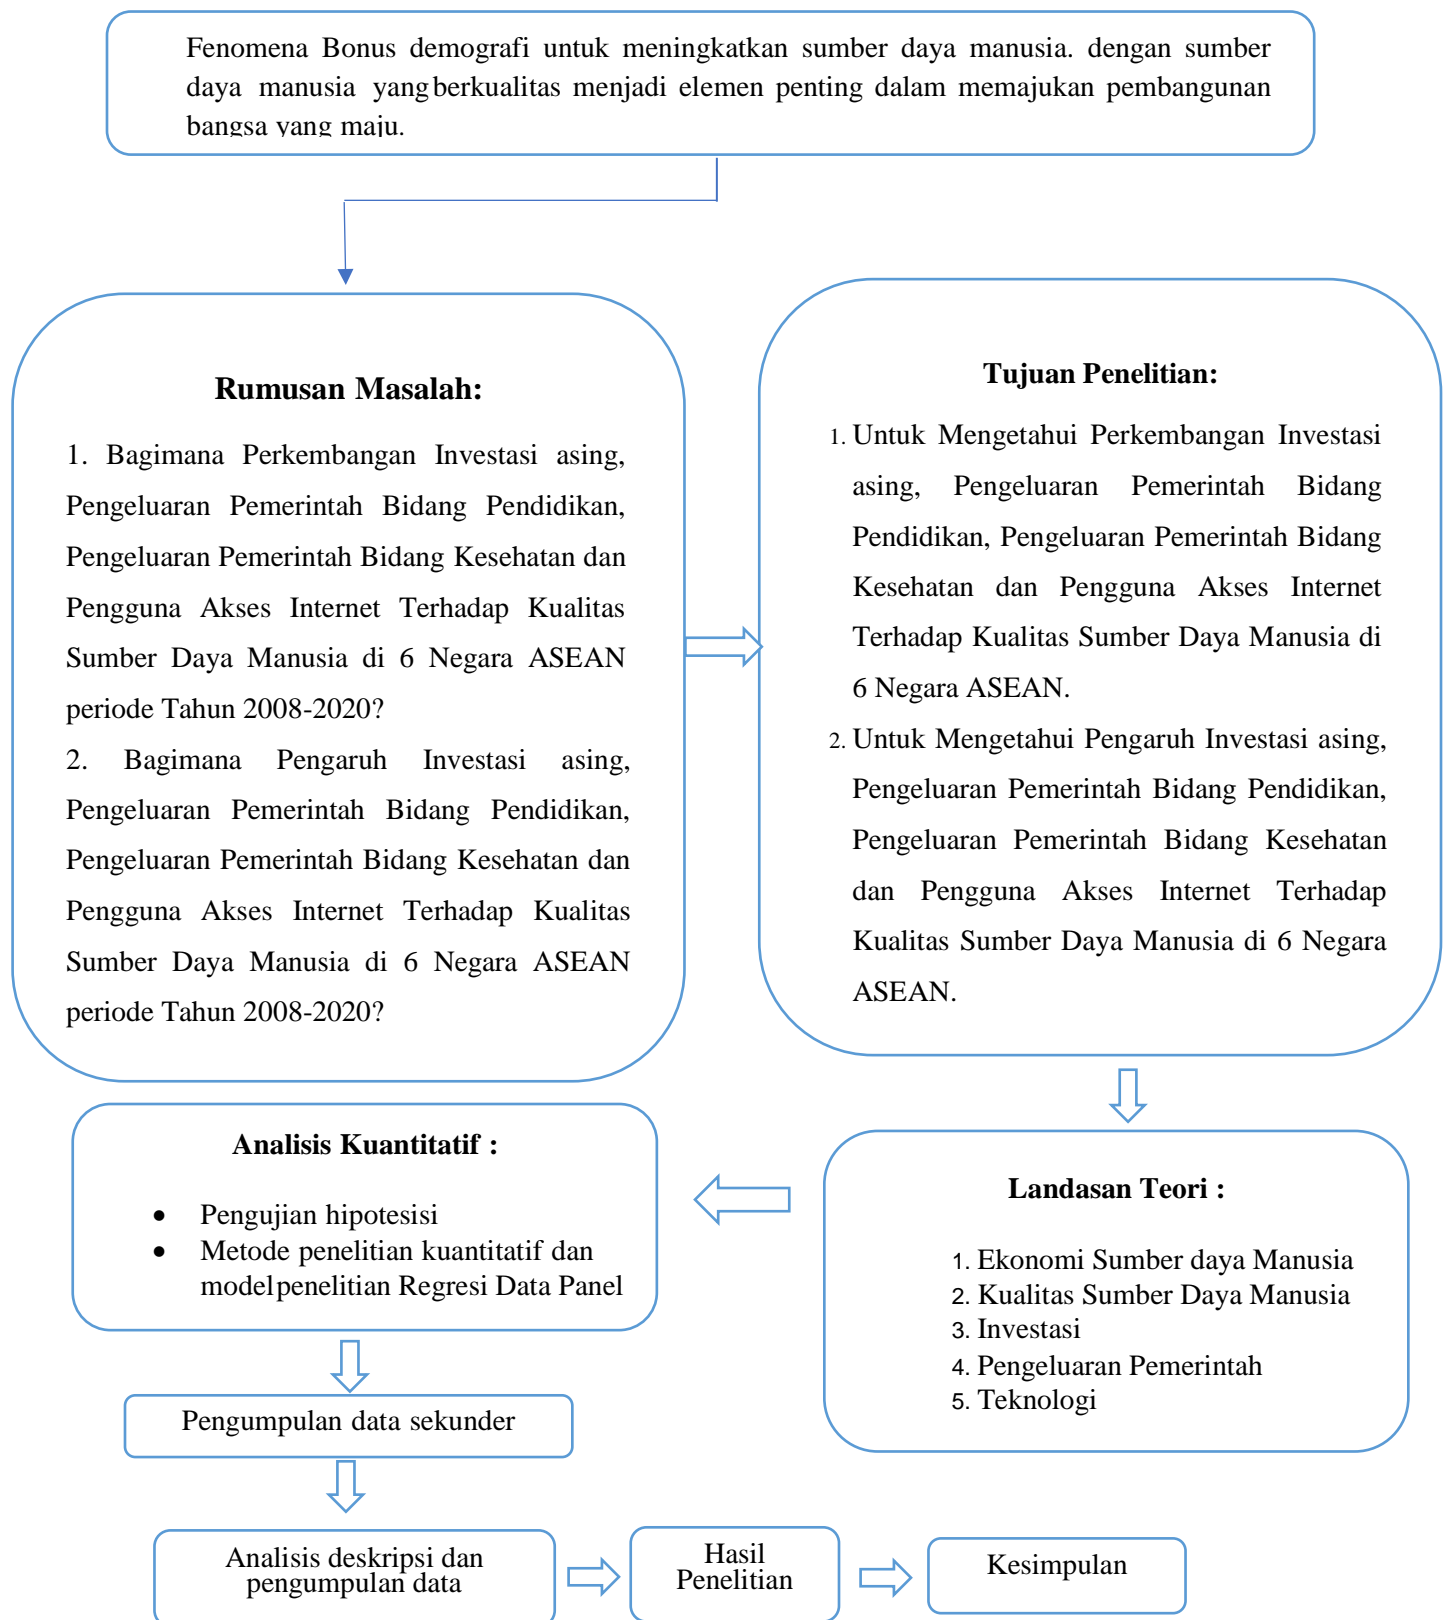 Fenomena Bonus demografi untuk meningkatkan sumber daya manusia. dengan sumber
daya manusia yangberkualitas menjadi elemen penting dalam memajukan pembangunan
bangsa yang maju.
Rumusan Masalah:
1. Bagimana Perkembangan Investasi asing,
Pengeluaran Pemerintah Bidang Pendidikan,
Pengeluaran Pemerintah Bidang Kesehatan dan
Pengguna Akses Internet Terhadap Kualitas
Sumber Daya Manusia di 6 Negara ASEAN
periode Tahun 2008-2020?
2. Bagimana Pengaruh Investasi asing,
Pengeluaran Pemerintah Bidang Pendidikan,
Pengeluaran Pemerintah Bidang Kesehatan dan
Pengguna Akses Internet Terhadap Kualitas
Sumber Daya Manusia di 6 Negara ASEAN
periode Tahun 2008-2020?
Tujuan Penelitian:
1. Untuk Mengetahui Perkembangan Investasi
asing, Pengeluaran Pemerintah Bidang
Pendidikan, Pengeluaran Pemerintah Bidang
Kesehatan dan Pengguna Akses Internet
Terhadap Kualitas Sumber Daya Manusia di
6 Negara ASEAN.
2. Untuk Mengetahui Pengaruh Investasi asing,
Pengeluaran Pemerintah Bidang Pendidikan,
Pengeluaran Pemerintah Bidang Kesehatan
dan Pengguna Akses Internet Terhadap
Kualitas Sumber Daya Manusia di 6 Negara
ASEAN.
Landasan Teori :
1. Ekonomi Sumber daya Manusia
2. Kualitas Sumber Daya Manusia
3. Investasi
4. Pengeluaran Pemerintah
5. Teknologi
Analisis Kuantitatif :
• Pengujian hipotesisi
• Metode penelitian kuantitatif dan
modelpenelitian Regresi Data Panel
Pengumpulan data sekunder
Analisis deskripsi dan
pengumpulan data
Hasil
Penelitian
Kesimpulan